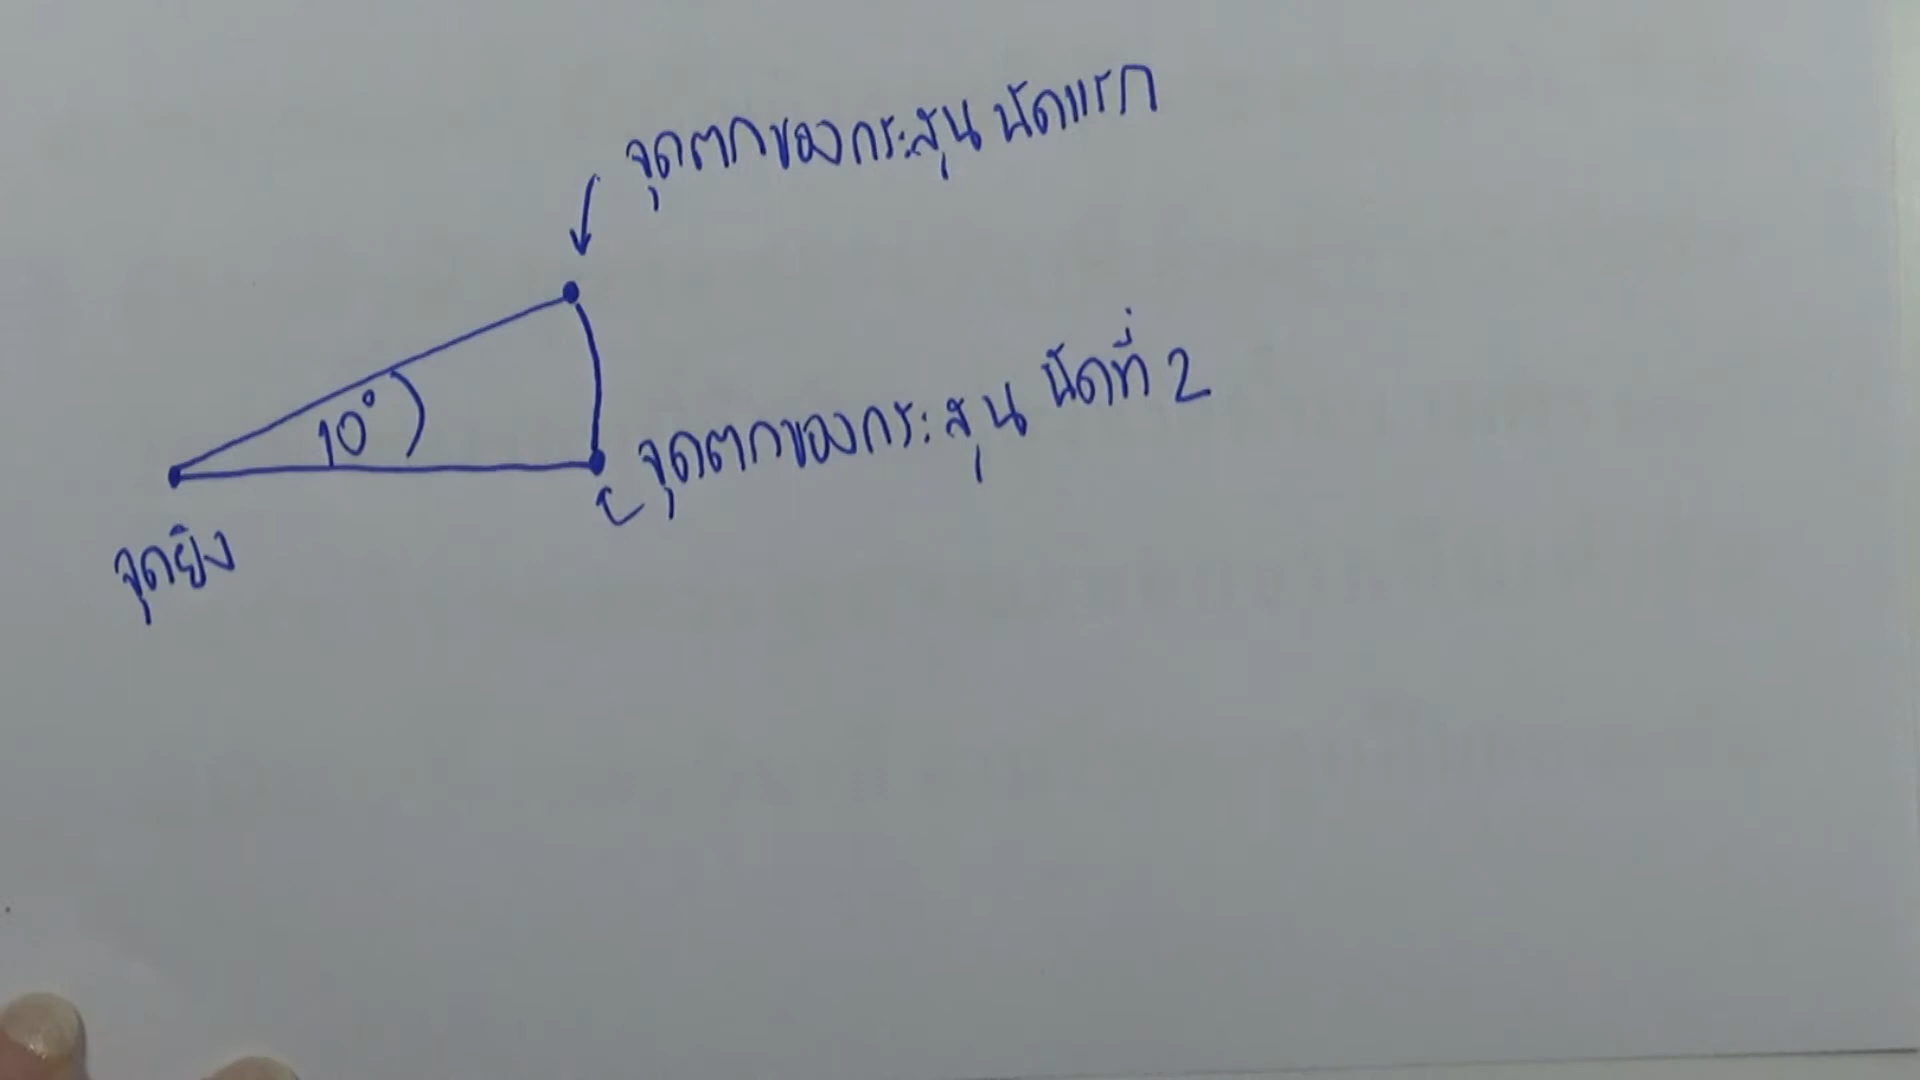 จุดตกของกระสุน นัดแรก
10°
จุดตกของกระสุน นัดที่ 2
จุดยิง